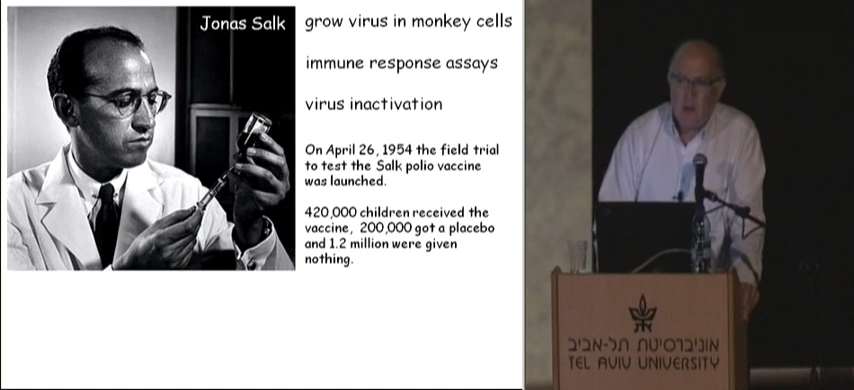 Jonas Salk
grow virus in monkey cells
immune response assays
virus inactivation
On April 26, 1954 the field trial
to test the Salk polio vaccine
was launched.
420,000 children received the
vaccine, 200,000 got a placebo
and 1.2 million were given
nothing.
אוניברסיטת תל-אביב
TEL AVIV UNIVERSITY